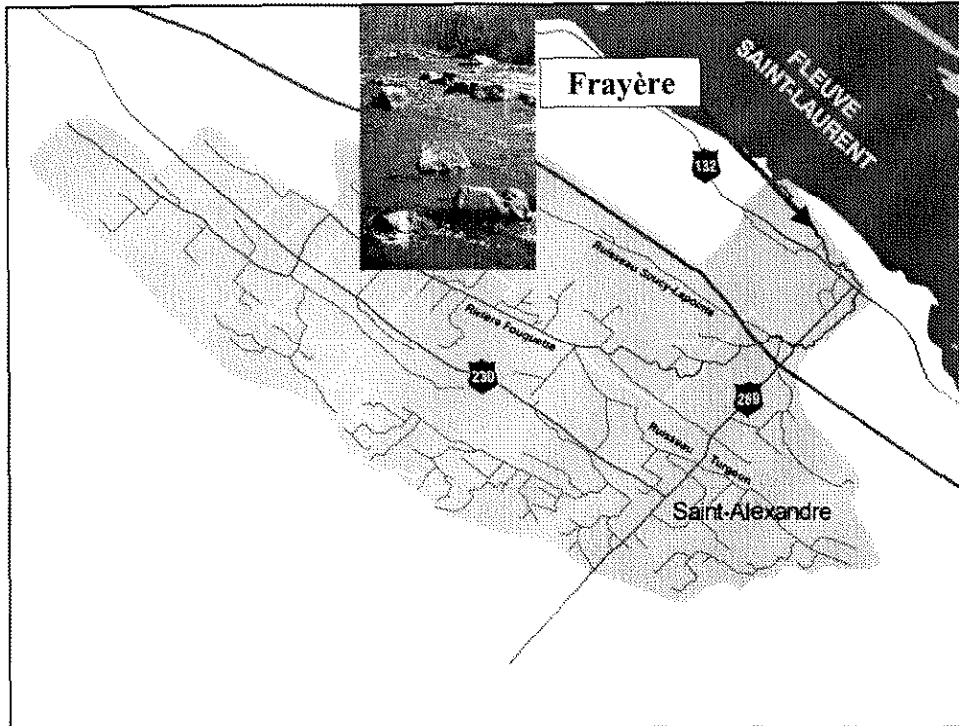 Frayère
FLEUVE
SAINT-LAURENT
132
Ruisseau Soucy-Lapointe
Rivière Fouquette
230
289
Ruisseau Turgeon
Saint-Alexandre